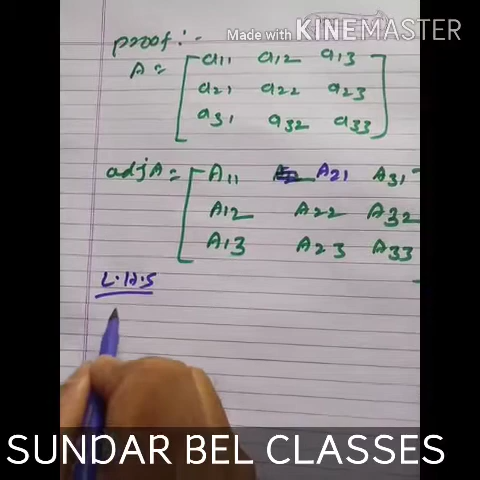 Made with KINEMASTER
proof :-
A = [ a11 a12 a13
a21 a22 a23
a31 a32 a33 ]
adjA = [ A11 A21 A31
A12 A22 A32
A13 A23 A33
L.H.S
SUNDAR BEL CLASSES